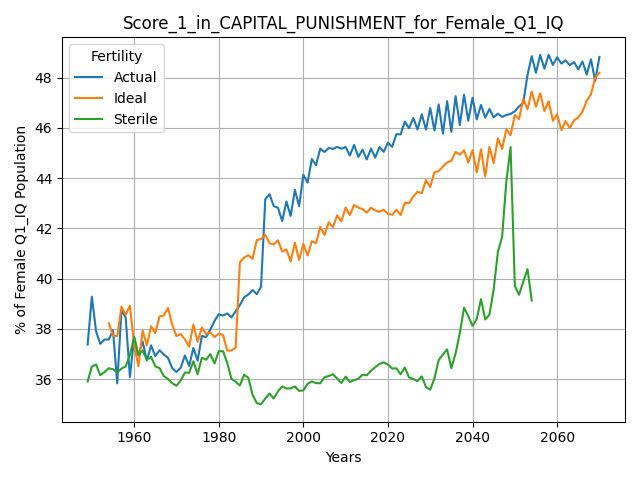 Score_1_in_CAPITAL_PUNISHMENT_for_Female_Q1_IQ
Fertility
Actual
Ideal
Sterile
% of Female Q1_IQ Population
48
46
44
42
40
38
36
1960
1980
2000
2020
2040
2060
Years